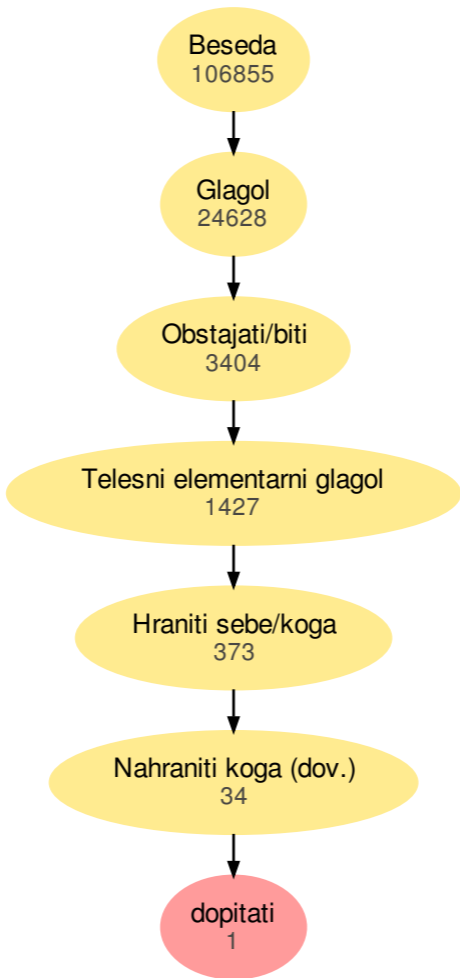 Beseda
106855
Glagol
24628
Obstajati/biti
3404
Telesni elementarni glagol
1427
Hraniti sebe/koga
373
Nahraniti koga (dov.)
34
dopitati
1